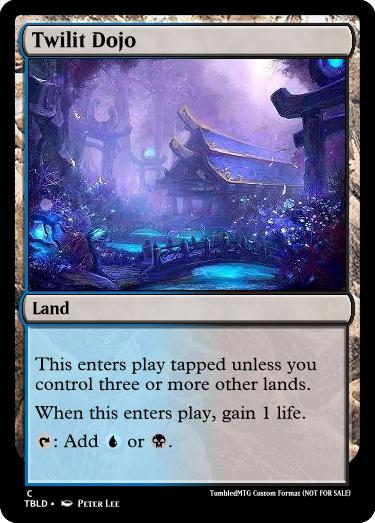 Twilit Dojo
Land
This enters play tapped unless you
control three or more other lands.
When this enters play, gain 1 life.
: Add or .
C
TBLD • Peter Lee
TumbledMTG Custom Format (NOT FOR SALE)